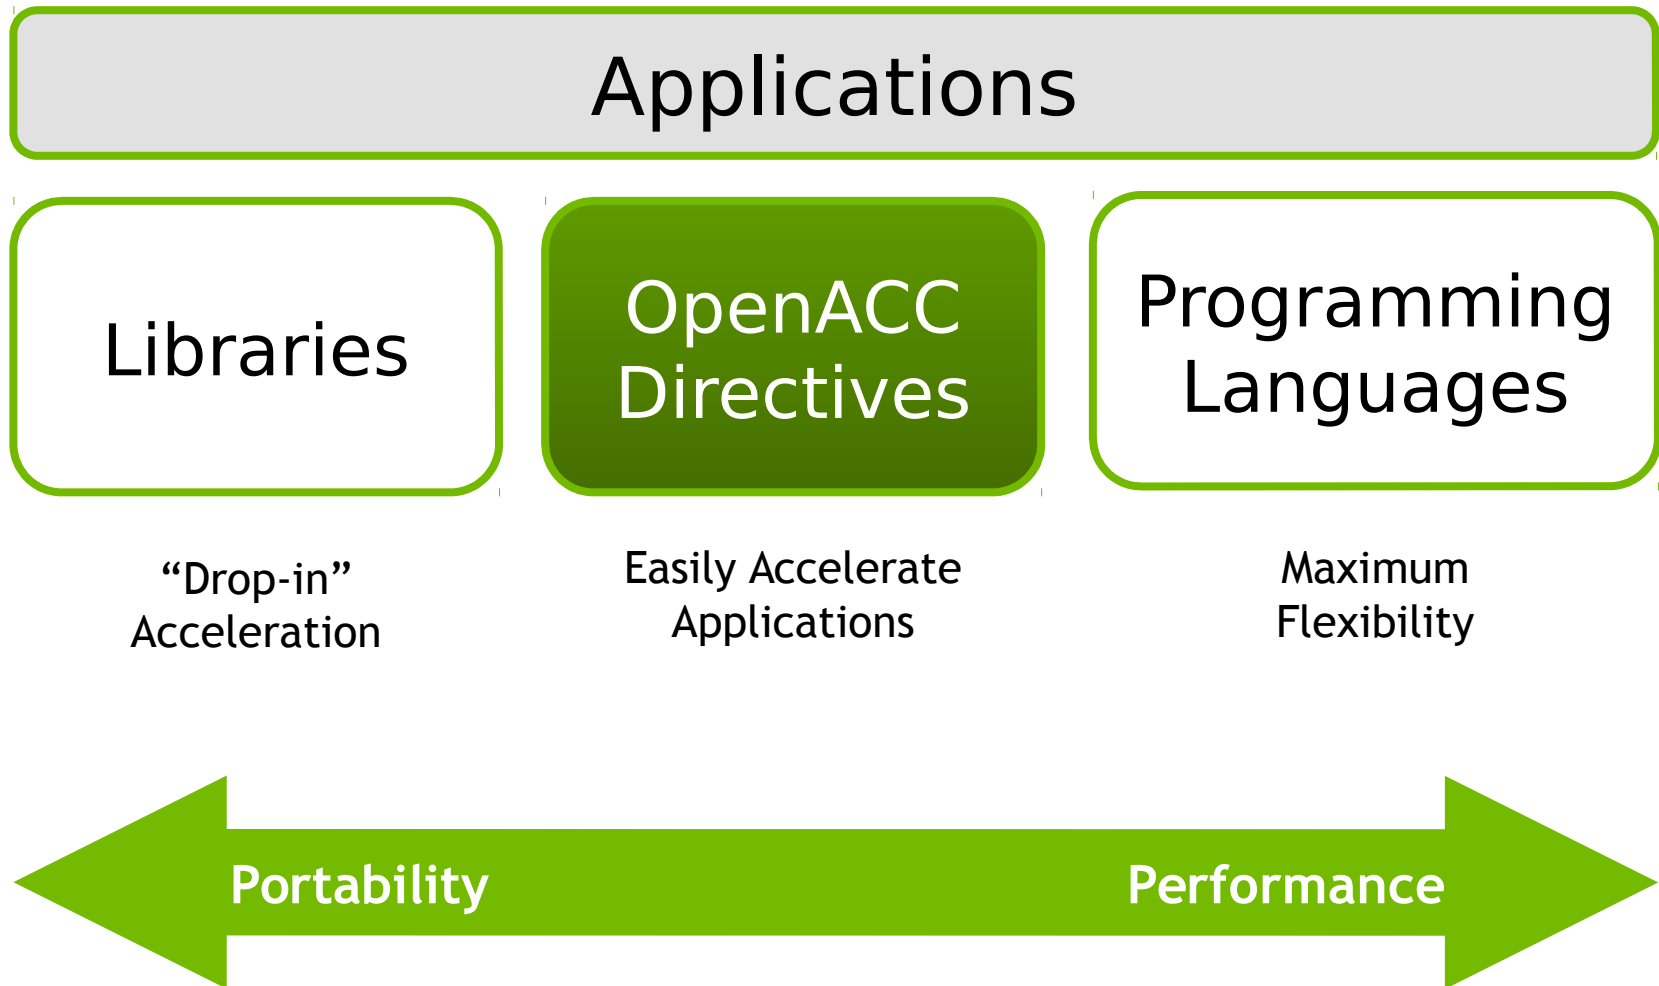 Applications
Libraries
OpenACC
Directives
Programming
Languages
“Drop-in”
Acceleration
Easily Accelerate
Applications
Maximum
Flexibility
Portability
Performance